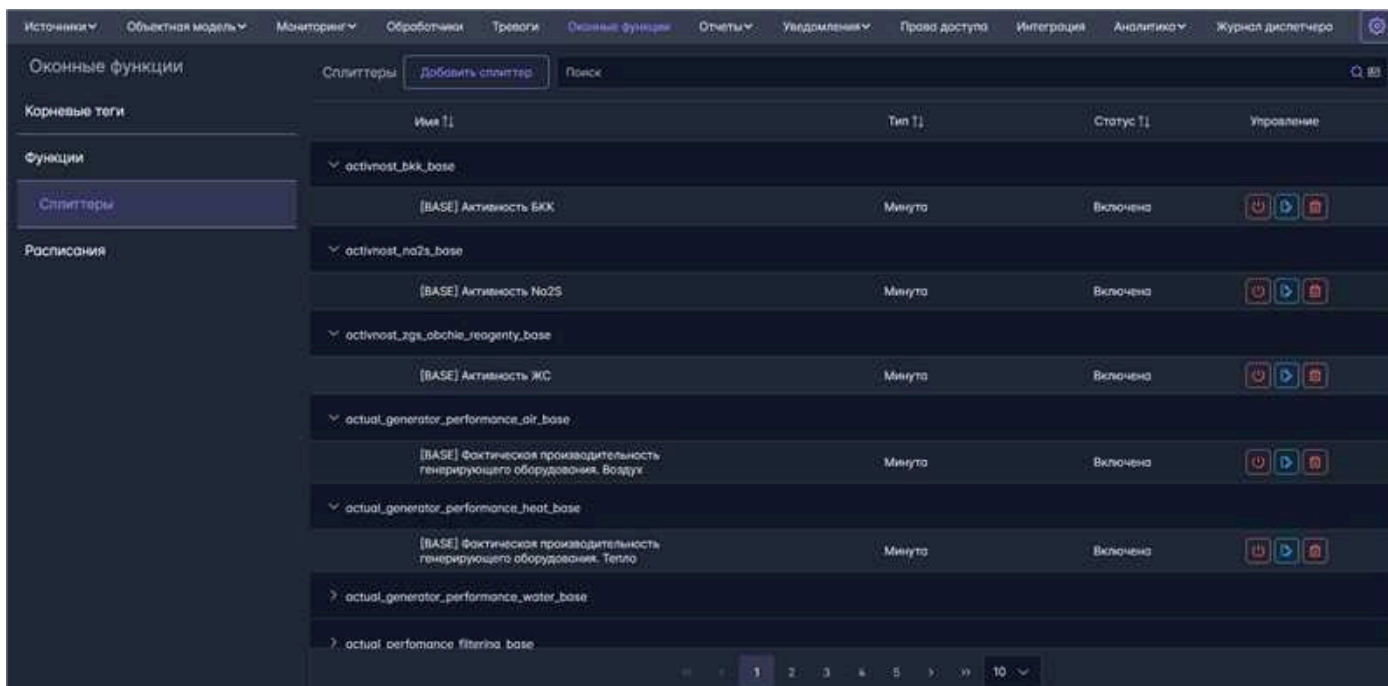 Источники Объектная модель Мониторинг Обработчики Тревоги Оконные функции Отчеты Уведомления Права доступа Интеграция Аналитика Журнал диспетчера
Оконные функции
Корневые теги
Функции
Сплиттеры
Расписания
Сплиттеры Добавить сплиттер Поиск
Имя Тип Статус Управление
activnost_bkk_base
[BASE] Активность БКК Минута Включена
activnost_na2s_base
[BASE] Активность Na2S Минута Включена
activnost_zgs_obchie_reagenty_base
[BASE] Активность ЖС Минута Включена
actual_generator_performance_air_base
[BASE] Фактическая производительность
генерирующего оборудования. Воздух Минута Включена
actual_generator_performance_heat_base
[BASE] Фактическая производительность
генерирующего оборудования. Тепло Минута Включена
actual_generator_performance_water_base
actual_perfomance_filtering_base
« ‹ 1 2 3 4 5 › » 10